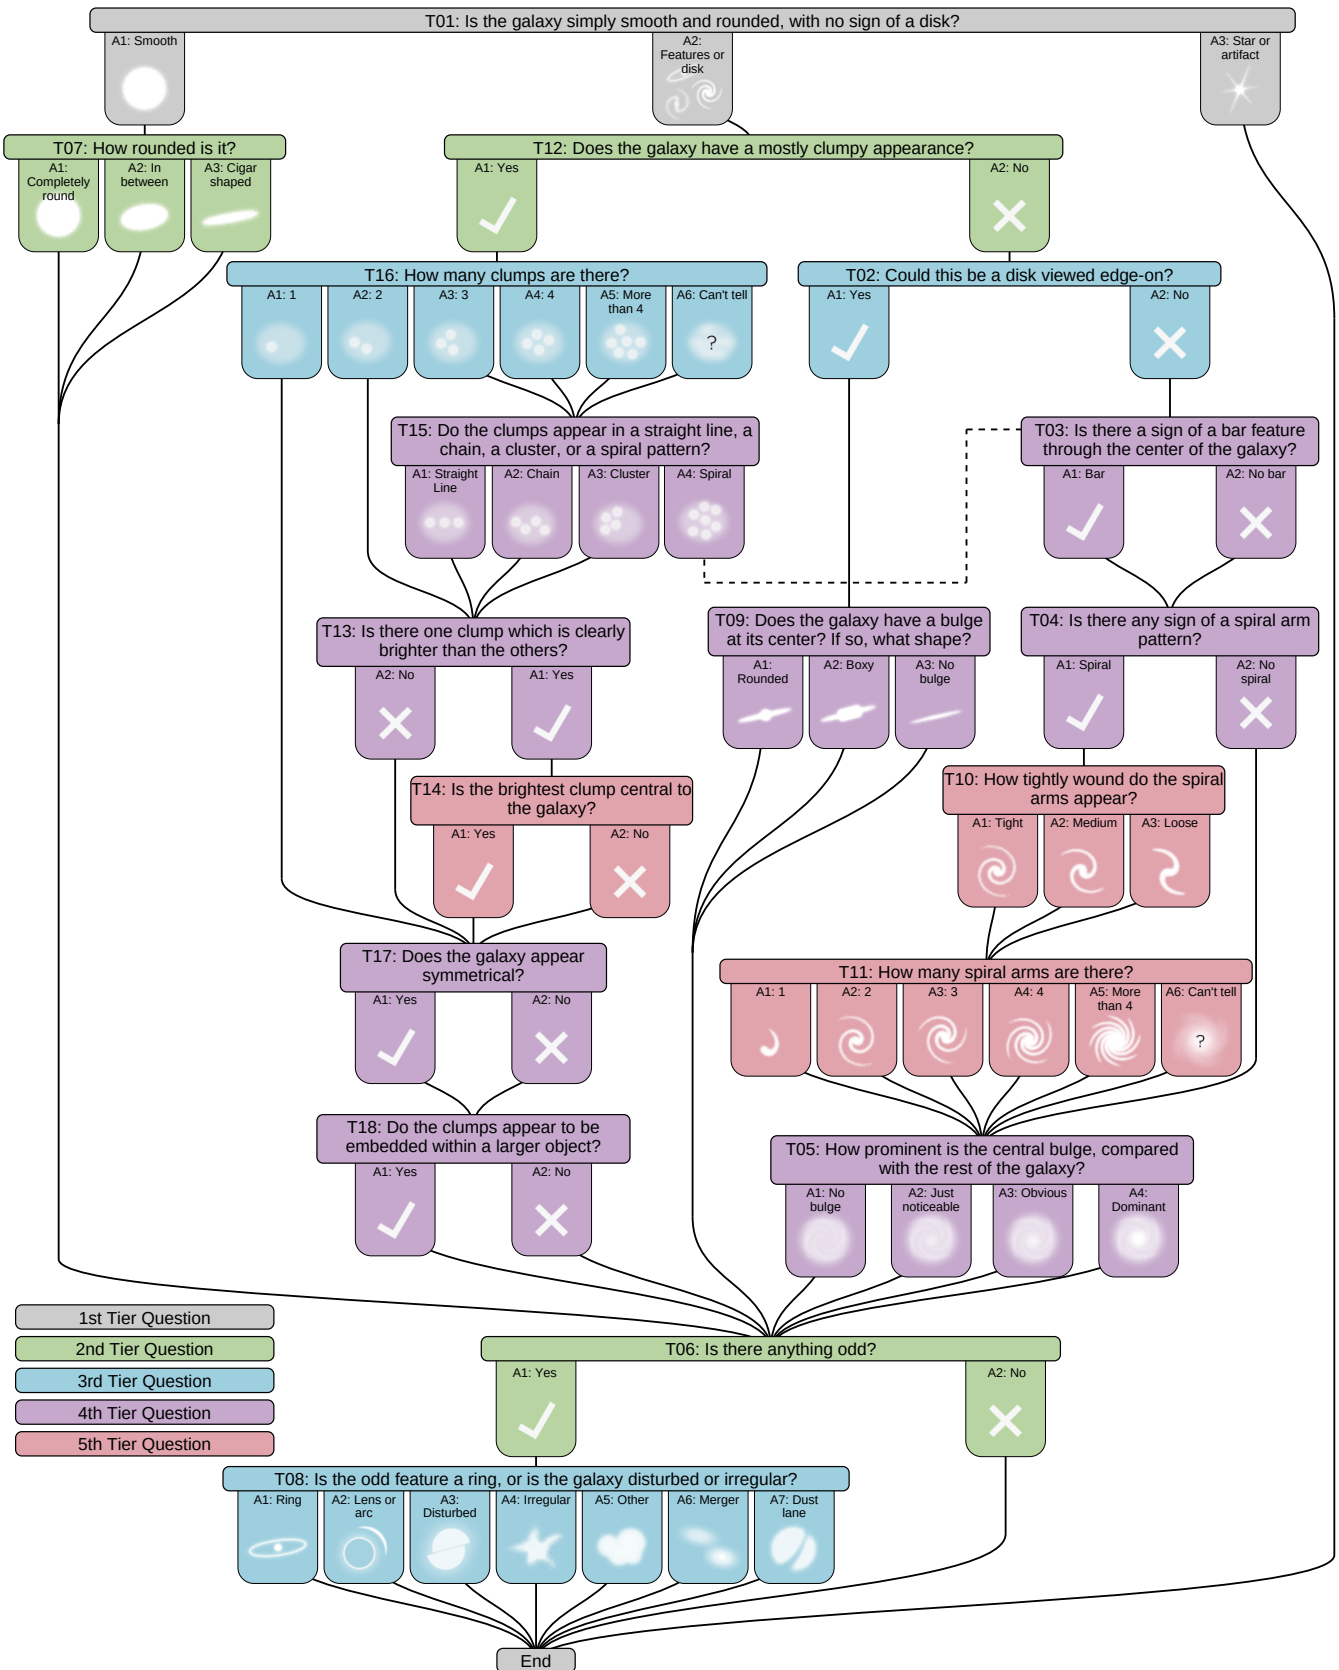 T01: Is the galaxy simply smooth and rounded, with no sign of a disk?
A1: Smooth
A2:
Features or
disk
A3: Star or
artifact
T07: How rounded is it?
A1:
Completely
round
A2: In
between
A3: Cigar
shaped
T12: Does the galaxy have a mostly clumpy appearance?
A1: Yes
A2: No
T16: How many clumps are there?
A1: 1
A2: 2
A3: 3
A4: 4
A5: More
than 4
A6: Can't tell
?
T02: Could this be a disk viewed edge-on?
A1: Yes
A2: No
T15: Do the clumps appear in a straight line, a
chain, a cluster, or a spiral pattern?
A1: Straight
Line
A2: Chain
A3: Cluster
A4: Spiral
T03: Is there a sign of a bar feature
through the center of the galaxy?
A1: Bar
A2: No bar
T13: Is there one clump which is clearly
brighter than the others?
A2: No
A1: Yes
T09: Does the galaxy have a bulge
at its center? If so, what shape?
A1:
Rounded
A2: Boxy
A3: No
bulge
T04: Is there any sign of a spiral arm
pattern?
A1: Spiral
A2: No
spiral
T14: Is the brightest clump central to
the galaxy?
A1: Yes
A2: No
T10: How tightly wound do the spiral
arms appear?
A1: Tight
A2: Medium
A3: Loose
T17: Does the galaxy appear
symmetrical?
A1: Yes
A2: No
T11: How many spiral arms are there?
A1: 1
A2: 2
A3: 3
A4: 4
A5: More
than 4
A6: Can't tell
?
T18: Do the clumps appear to be
embedded within a larger object?
A1: Yes
A2: No
T05: How prominent is the central bulge, compared
with the rest of the galaxy?
A1: No
bulge
A2: Just
noticeable
A3: Obvious
A4:
Dominant
1st Tier Question
2nd Tier Question
3rd Tier Question
4th Tier Question
5th Tier Question
T06: Is there anything odd?
A1: Yes
A2: No
T08: Is the odd feature a ring, or is the galaxy disturbed or irregular?
A1: Ring
A2: Lens or
arc
A3:
Disturbed
A4: Irregular
A5: Other
A6: Merger
A7: Dust
lane
End